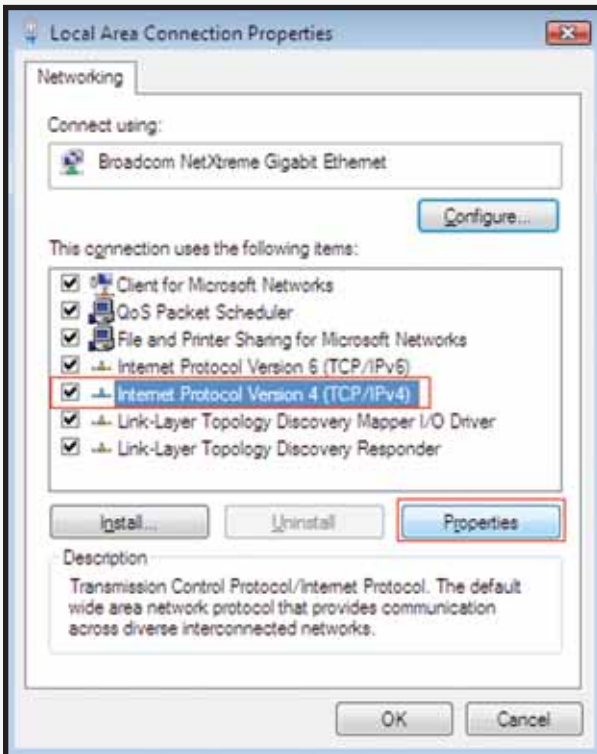 Local Area Connection Properties
Networking
Connect using:
Broadcom NetXtreme Gigabit Ethernet
Configure...
This connection uses the following items:
Client for Microsoft Networks
QoS Packet Scheduler
File and Printer Sharing for Microsoft Networks
Internet Protocol Version 6 (TCP/IPv6)
Internet Protocol Version 4 (TCP/IPv4)
Link-Layer Topology Discovery Mapper I/O Driver
Link-Layer Topology Discovery Responder
Install... Uninstall Properties
Description
Transmission Control Protocol/Internet Protocol. The default
wide area network protocol that provides communication
across diverse interconnected networks.
OK Cancel